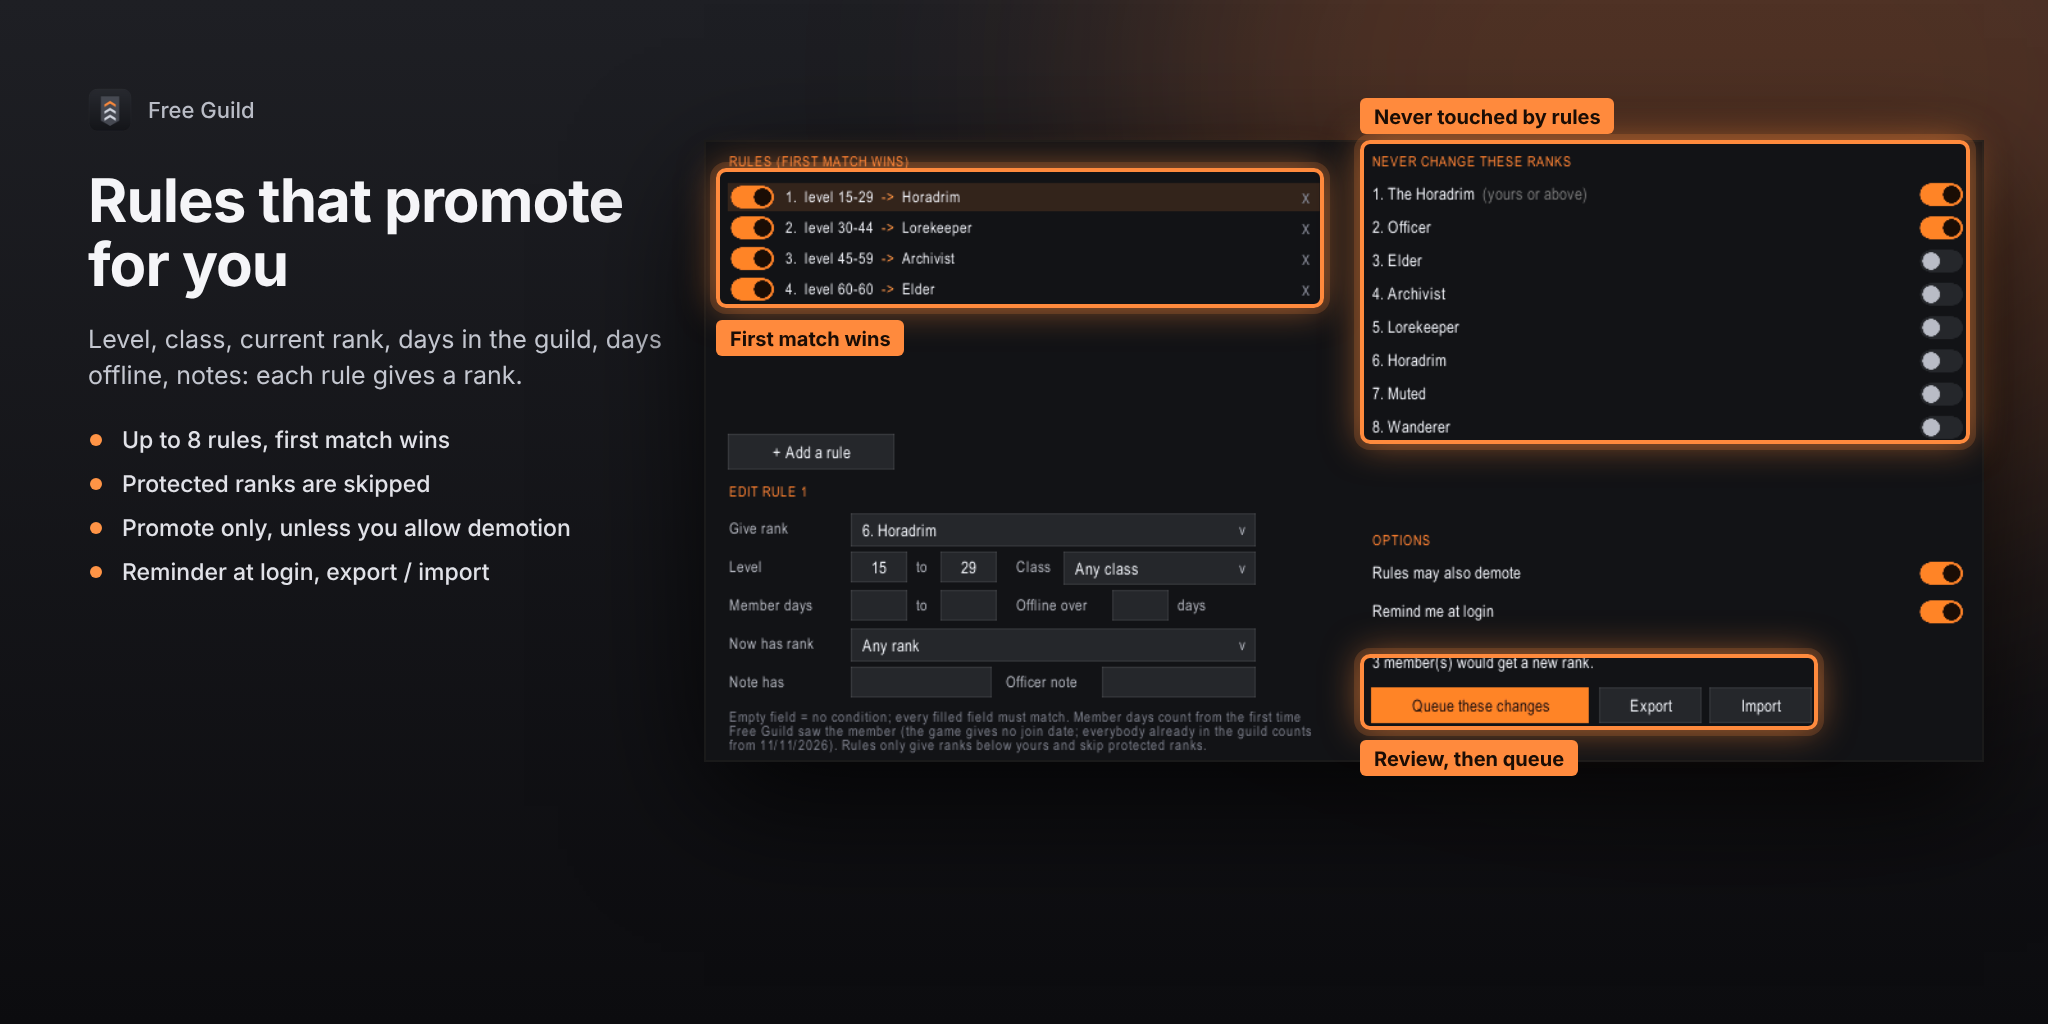 Free Guild
Rules that promote
for you
Level, class, current rank, days in the guild, days
offline, notes: each rule gives a rank.
Up to 8 rules, first match wins
Protected ranks are skipped
Promote only, unless you allow demotion
Reminder at login, export / import
RULES (FIRST MATCH WINS)
1. level 15-29 -> Horadrim x
2. level 30-44 -> Lorekeeper x
3. level 45-59 -> Archivist x
4. level 60-60 -> Elder x
First match wins
+ Add a rule
EDIT RULE 1
Give rank 6. Horadrim v
Level 15 to 29 Class Any class v
Member days to Offline over days
Now has rank Any rank v
Note has Officer note
Empty field = no condition; every filled field must match. Member days count from the first time
Free Guild saw the member (the game gives no join date; everybody already in the guild counts
from 11/11/2026). Rules only give ranks below yours and skip protected ranks.
Never touched by rules
NEVER CHANGE THESE RANKS
1. The Horadrim (yours or above)
2. Officer
3. Elder
4. Archivist
5. Lorekeeper
6. Horadrim
7. Muted
8. Wanderer
OPTIONS
Rules may also demote
Remind me at login
3 member(s) would get a new rank.
Queue these changes Export Import
Review, then queue